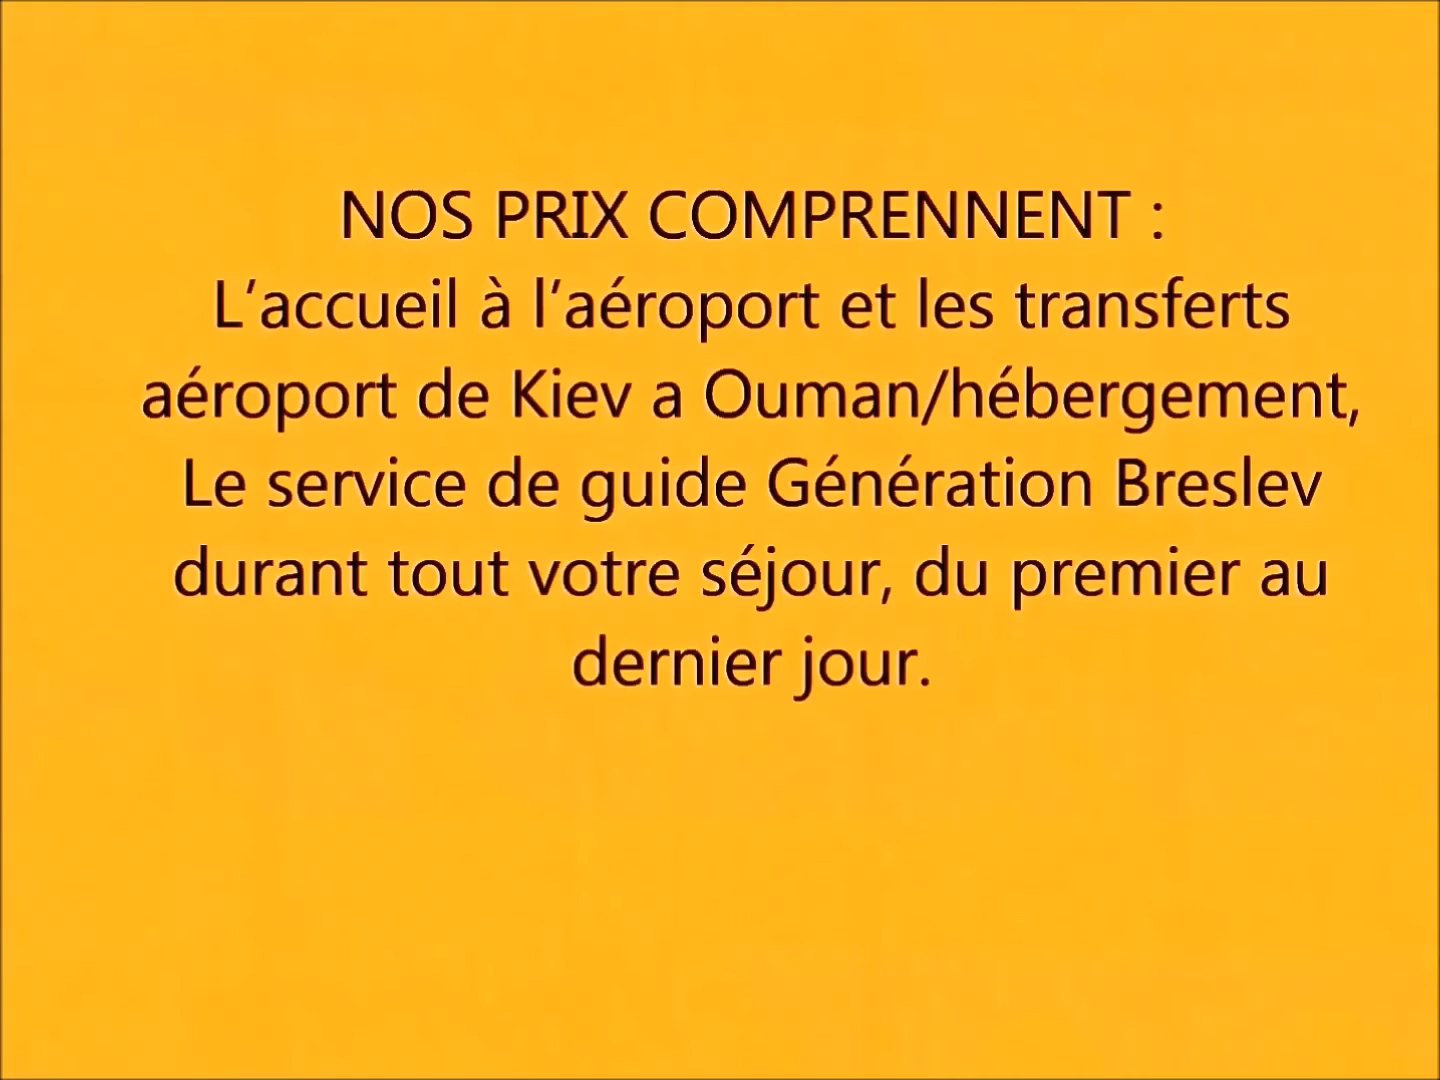 NOS PRIX COMPRENNENT :
L’accueil à l’aéroport et les transferts
aéroport de Kiev a Ouman/hébergement,
Le service de guide Génération Breslev
durant tout votre séjour, du premier au
dernier jour.